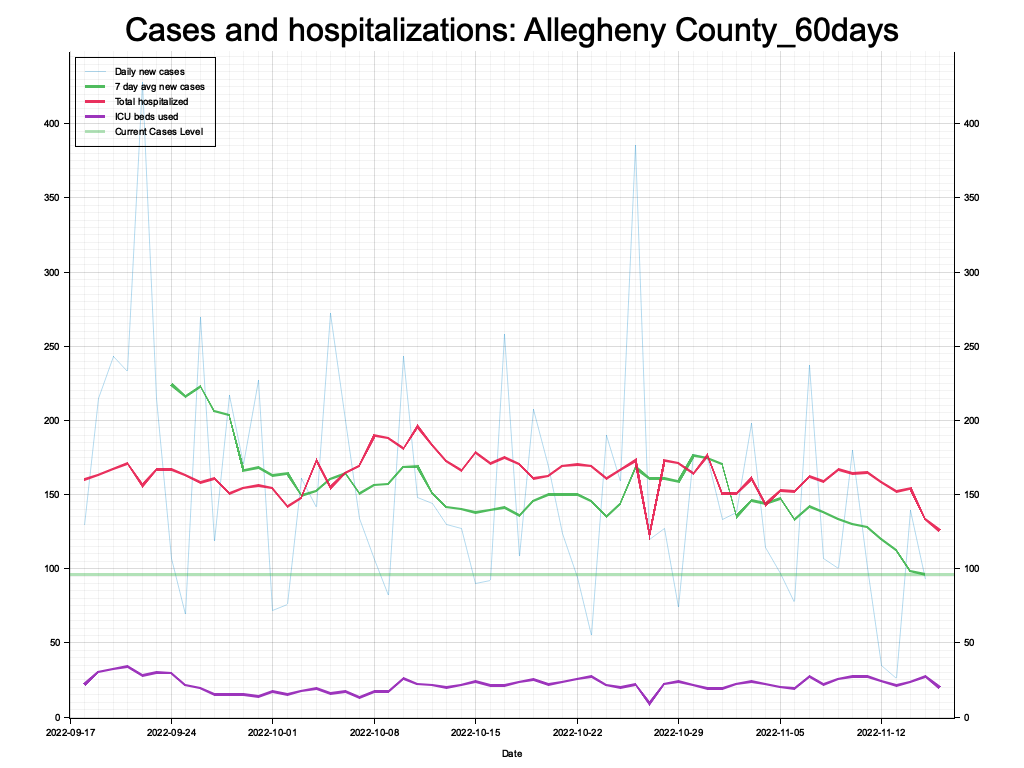 Cases and hospitalizations: Allegheny County_60days
Daily new cases
7 day avg new cases
Total hospitalized
ICU beds used
Current Cases Level
400 400
350 350
300 300
250 250
200 200
150 150
100 100
50 50
0 0
2022-09-17 2022-09-24 2022-10-01 2022-10-08 2022-10-15 2022-10-22 2022-10-29 2022-11-05 2022-11-12
Date